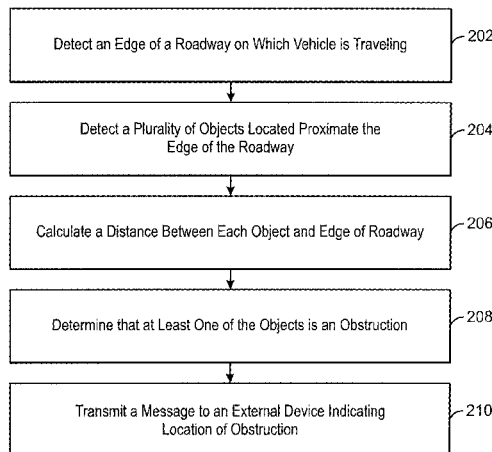 Detect an Edge of a Roadway on Which Vehicle is Traveling
202
Detect a Plurality of Objects Located Proximate the
Edge of the Roadway
204
Calculate a Distance Between Each Object and Edge of Roadway
206
Determine that at Least One of the Objects is an Obstruction
208
Transmit a Message to an External Device Indicating
Location of Obstruction
210